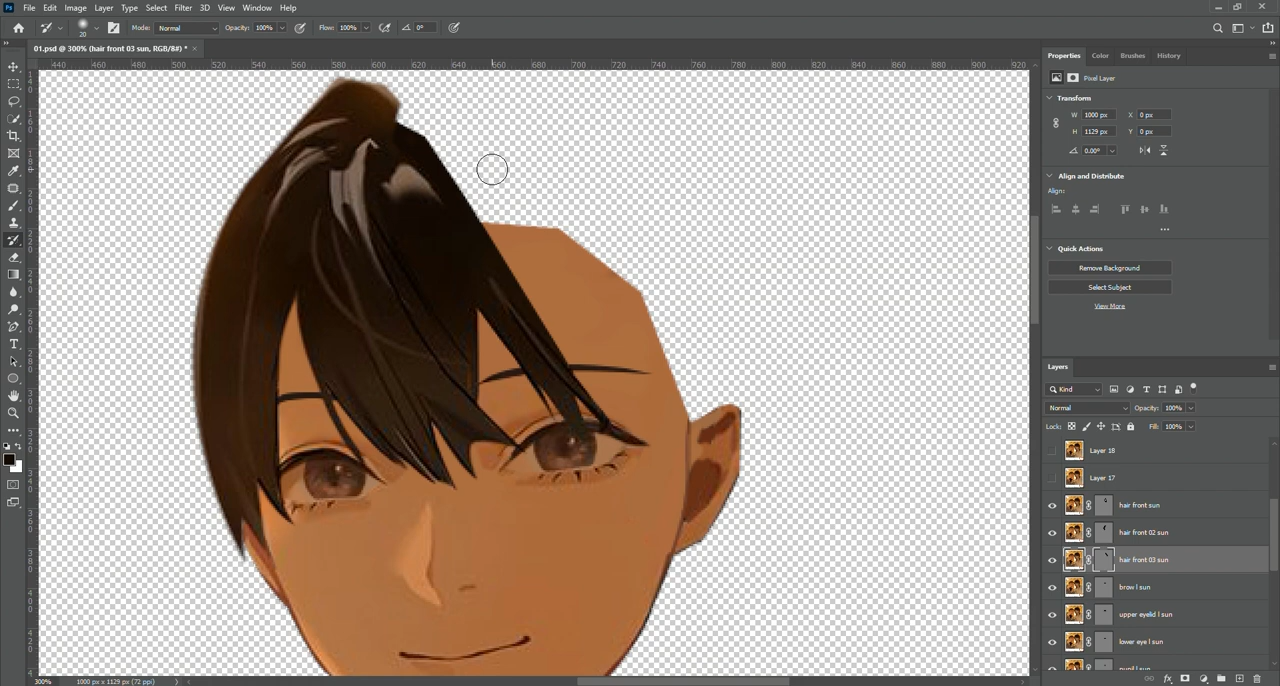 File Edit Image Layer Type Select Filter 3D View Window Help
20 Mode: Normal Opacity: 100% Flow: 100% 0°
01.psd @ 300% (hair front 03 sun, RGB/8#) *
440 460 480 500 520 540 560 580 600 620 640 660 680 700 720 740 760 780 800 820 840 860 880 900 920
Properties Color Brushes History
Pixel Layer
Transform
W 1000 px X 0 px
H 1129 px Y 0 px
0.00°
Align and Distribute
Align:
Quick Actions
Remove Background
Select Subject
View More
Layers
Kind
Normal Opacity: 100%
Lock: Fill: 100%
Layer 18
Layer 17
hair front sun
hair front 02 sun
hair front 03 sun
brow l sun
upper eyelid l sun
lower eye l sun
pupil l sun
300% 1000 px x 1129 px (72 ppi)